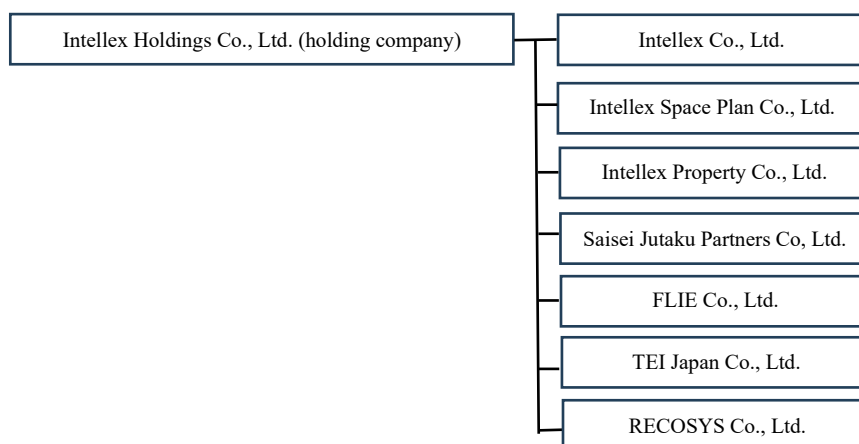 Intellex Holdings Co., Ltd. (holding company)
Intellex Co., Ltd.
Intellex Space Plan Co., Ltd.
Intellex Property Co., Ltd.
Saisei Jutaku Partners Co, Ltd.
FLIE Co., Ltd.
TEI Japan Co., Ltd.
RECOSYS Co., Ltd.